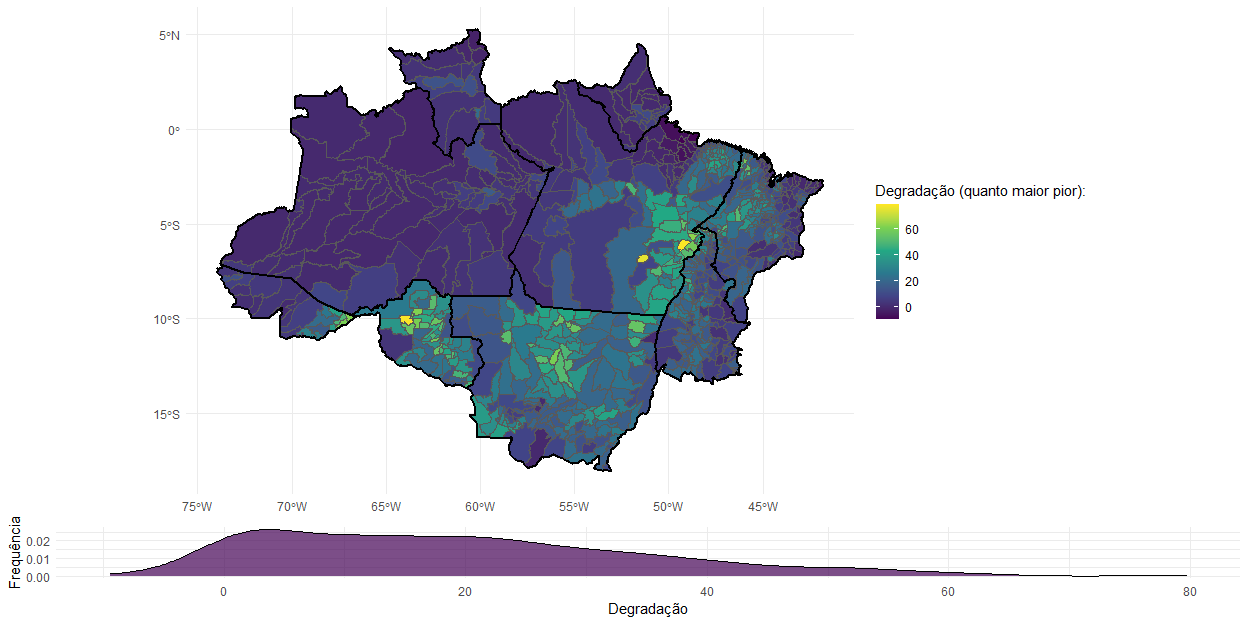 5°N
0°
5°S
10°S
15°S
75°W
70°W
65°W
60°W
55°W
50°W
45°W
Degradação (quanto maior pior):
60
40
20
0
Frequência
0.02
0.01
0.00
0
20
40
60
80
Degradação